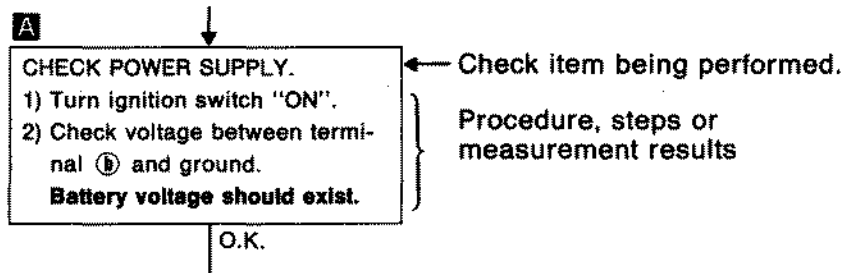 A
CHECK POWER SUPPLY.
1) Turn ignition switch "ON".
2) Check voltage between termi-
nal ⓑ and ground.
Battery voltage should exist.
O.K.
Check item being performed.
Procedure, steps or
measurement results